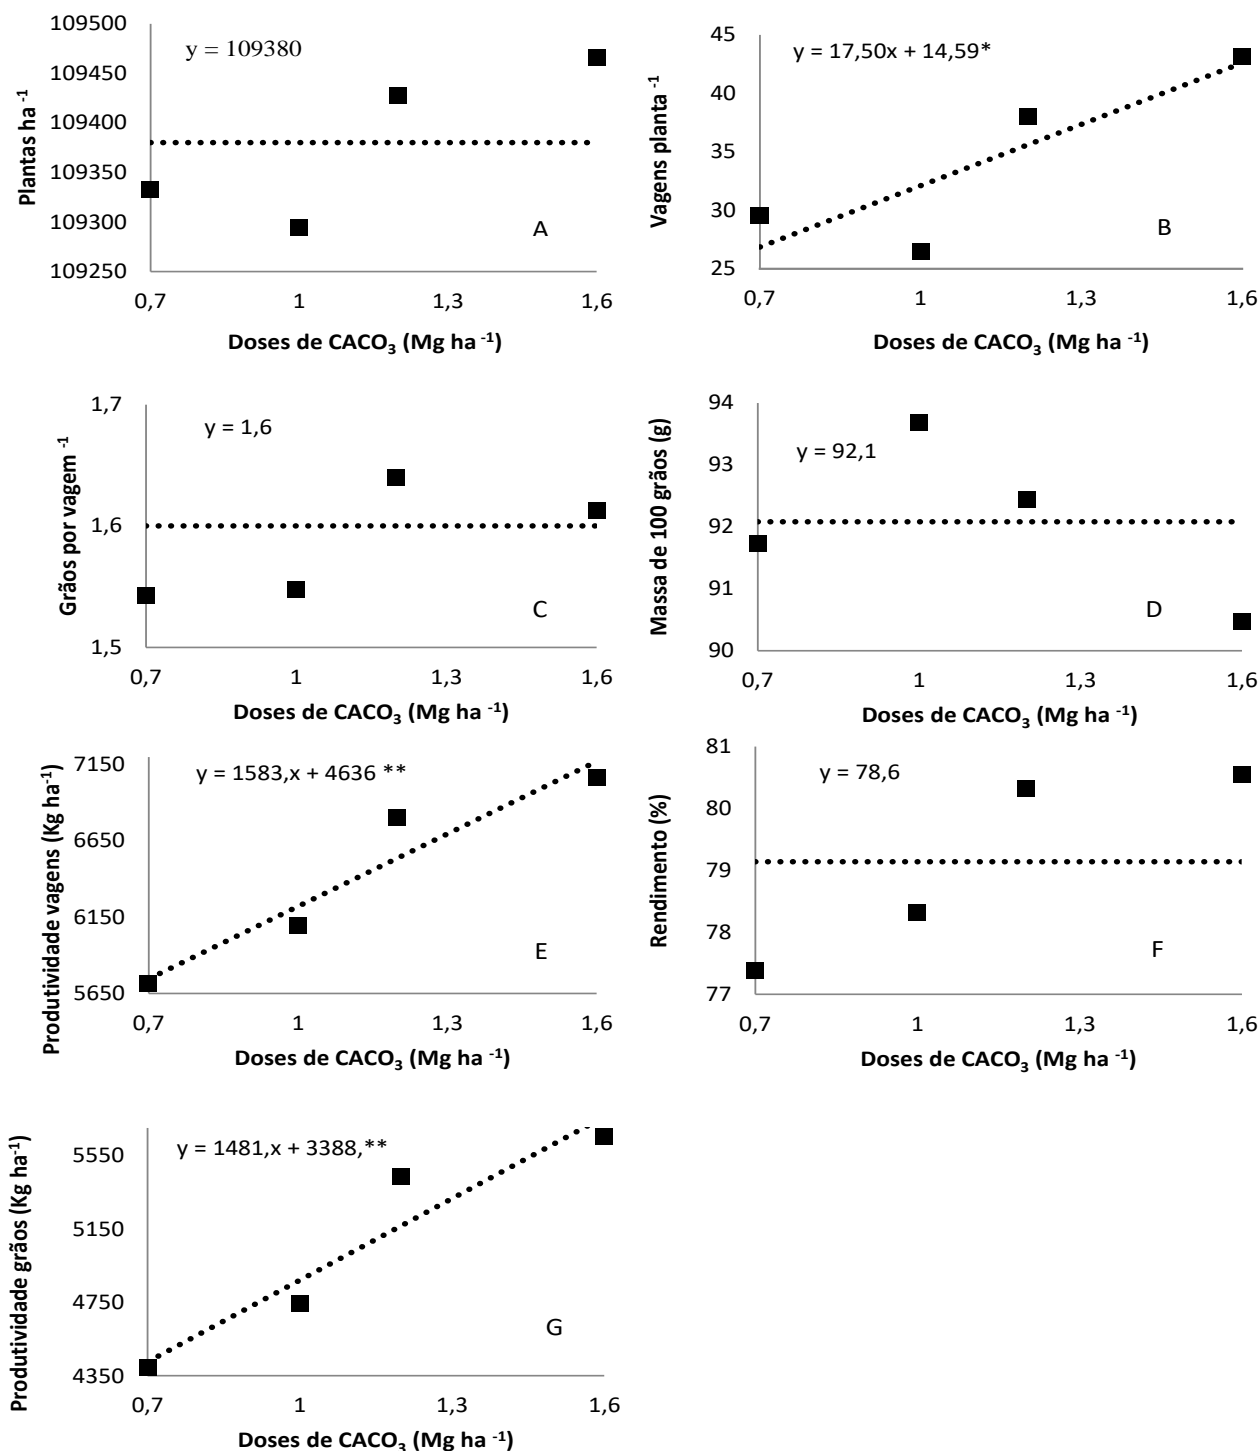 109500
109450
109400
109350
109300
109250
y = 109380
A
Plantas ha ⁻¹
0,7 1 1,3 1,6
Doses de CACO₃ (Mg ha ⁻¹)
45
40
35
30
25
y = 17,50x + 14,59*
B
Vagens planta ⁻¹
0,7 1 1,3 1,6
Doses de CACO₃ (Mg ha ⁻¹)
1,7
1,6
1,5
y = 1,6
C
Grãos por vagem ⁻¹
0,7 1 1,3 1,6
Doses de CACO₃ (Mg ha ⁻¹)
94
93
92
91
90
y = 92,1
D
Massa de 100 grãos (g)
0,7 1 1,3 1,6
Doses de CACO₃ (Mg ha ⁻¹)
7150
6650
6150
5650
y = 1583,x + 4636 **
E
Produtividade vagens (Kg ha⁻¹)
0,7 1 1,3 1,6
Doses de CACO₃ (Mg ha ⁻¹)
81
80
79
78
77
y = 78,6
F
Rendimento (%)
0,7 1 1,3 1,6
Doses de CACO₃ (Mg ha ⁻¹)
5550
5150
4750
4350
y = 1481,x + 3388,**
G
Produtividade grãos (Kg ha⁻¹)
0,7 1 1,3 1,6
Doses de CACO₃ (Mg ha ⁻¹)